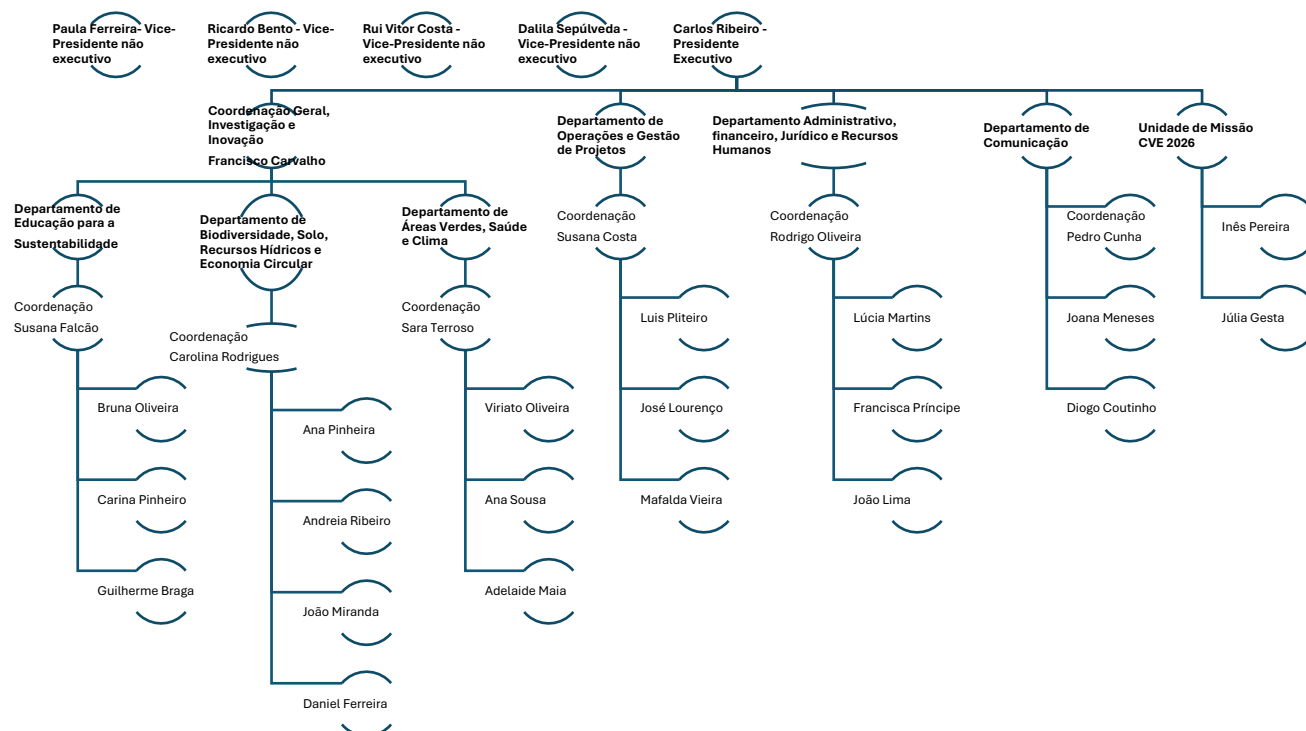 Paula Ferreira- Vice-
Presidente não
executivo
Ricardo Bento - Vice-
Presidente não
executivo
Rui Vitor Costa -
Vice-Presidente não
executivo
Dalila Sepúlveda -
Vice-Presidente não
executivo
Carlos Ribeiro -
Presidente
Executivo
Coordenação Geral,
Investigação e
Inovação
Francisco Carvalho
Departamento de
Educação para a
Sustentabilidade
Coordenação
Susana Falcão
Bruna Oliveira
Carina Pinheiro
Guilherme Braga
Departamento de
Biodiversidade, Solo,
Recursos Hídricos e
Economia Circular
Coordenação
Carolina Rodrigues
Ana Pinheira
Andreia Ribeiro
João Miranda
Daniel Ferreira
Departamento de
Áreas Verdes, Saúde
e Clima
Coordenação
Sara Terroso
Viriato Oliveira
Ana Sousa
Adelaide Maia
Departamento de
Operações e Gestão
de Projetos
Coordenação
Susana Costa
Luis Pliteiro
José Lourenço
Mafalda Vieira
Departamento Administrativo,
financeiro, Jurídico e Recursos
Humanos
Coordenação
Rodrigo Oliveira
Lúcia Martins
Francisca Príncipe
João Lima
Departamento de
Comunicação
Coordenação
Pedro Cunha
Joana Meneses
Diogo Coutinho
Unidade de Missão
CVE 2026
Inês Pereira
Júlia Gesta